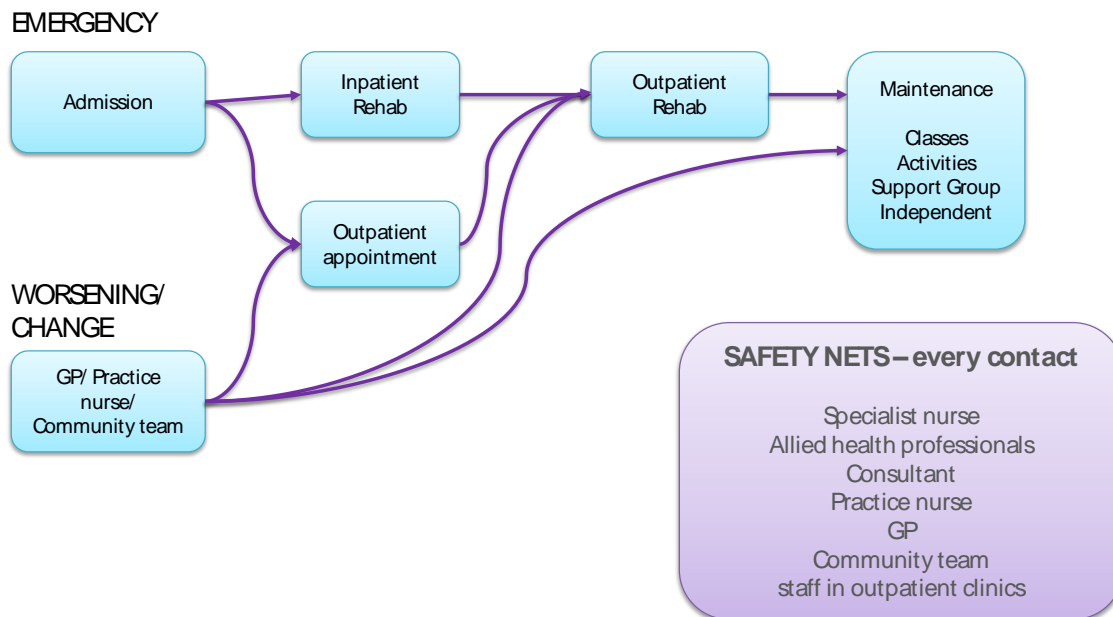 EMERGENCY
Admission
Inpatient
Rehab
Outpatient
Rehab
Maintenance
Classes
Activities
Support Group
Independent
Outpatient
appointment
WORSENING/
CHANGE
GP/ Practice
nurse/
Community team
SAFETY NETS – every contact
Specialist nurse
Allied health professionals
Consultant
Practice nurse
GP
Community team
staff in outpatient clinics